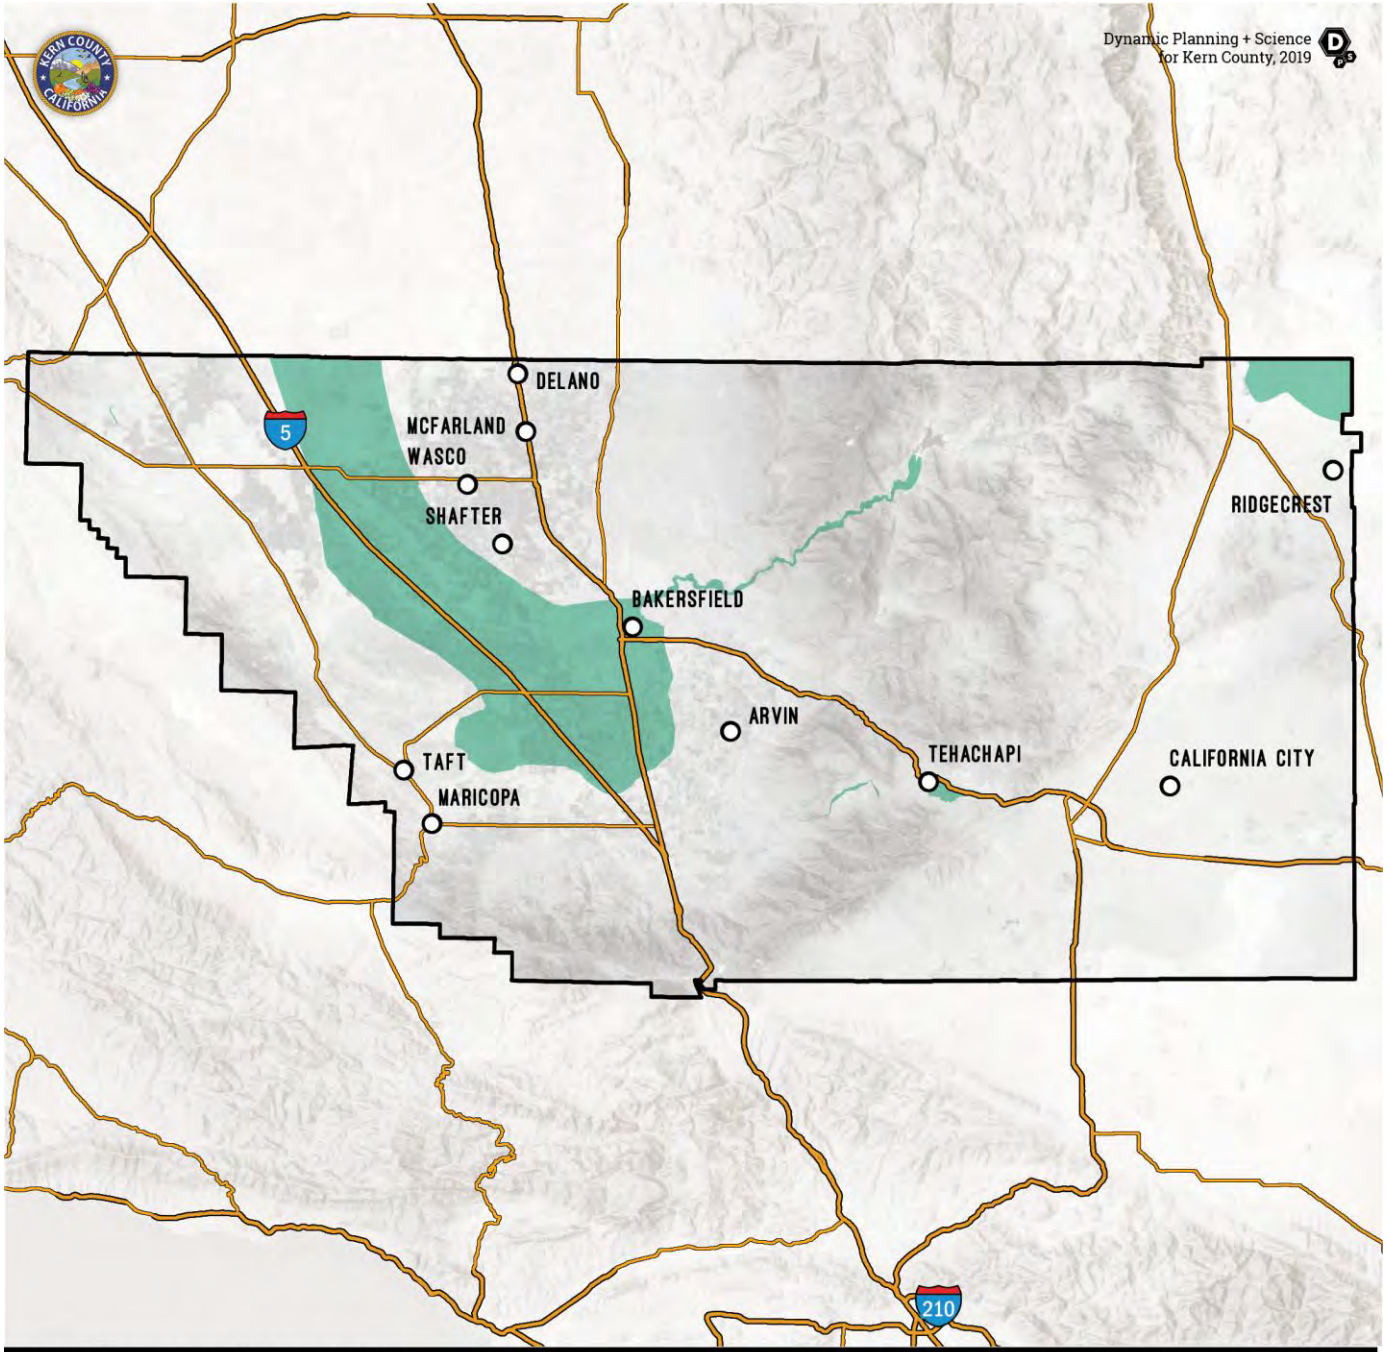 KERN COUNTY
CALIFORNIA
Dynamic Planning + Science
for Kern County, 2019
D
P
S
DELANO
MCFARLAND
5
WASCO
SHAFTER
RIDGECREST
BAKERSFIELD
ARVIN
TEHACHAPI
CALIFORNIA CITY
TAFT
MARICOPA
210